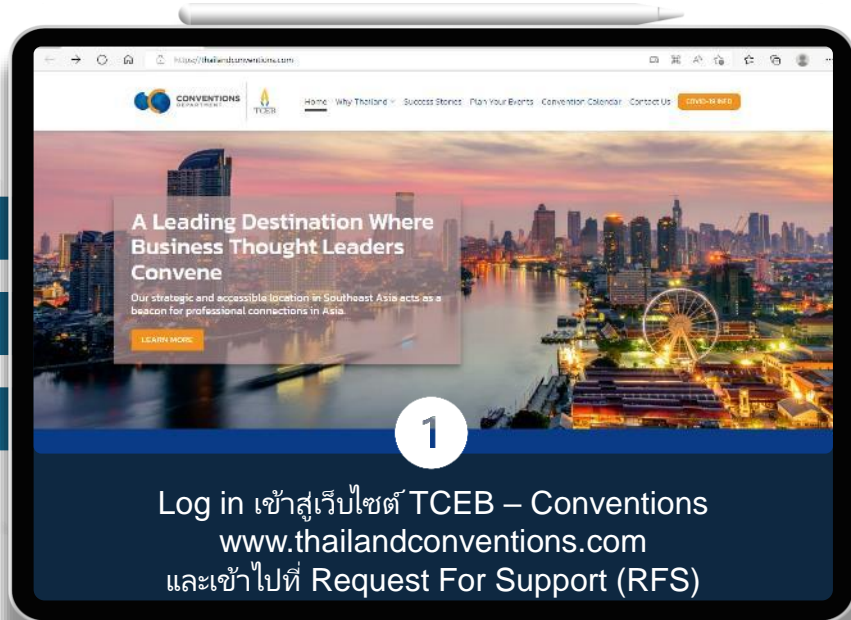 https://thailandconventions.com
CONVENTIONS
DEPARTMENT
TCEB
Home Why Thailand Success Stories Plan Your Events Convention Calendar Contact Us COVID-19 INFO
A Leading Destination Where
Business Thought Leaders
Convene
Our strategic and accessible location in Southeast Asia acts as a
beacon for professional connections in Asia.
LEARN MORE
1
Log in เข้าสู่เว็บไซต์ TCEB – Conventions
www.thailandconventions.com
และเข้าไปที่ Request For Support (RFS)